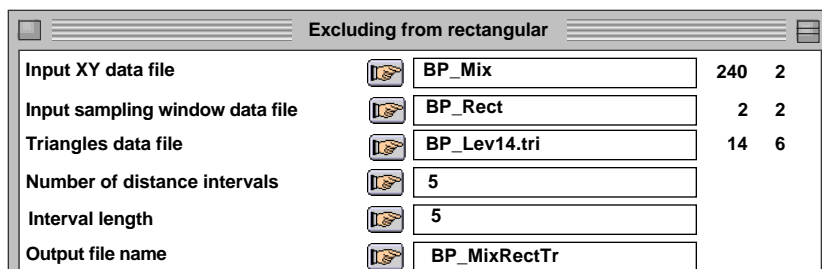 Excluding from rectangular
Input XY data file BP_Mix 240 2
Input sampling window data file BP_Rect 2 2
Triangles data file BP_Lev14.tri 14 6
Number of distance intervals 5
Interval length 5
Output file name BP_MixRectTr